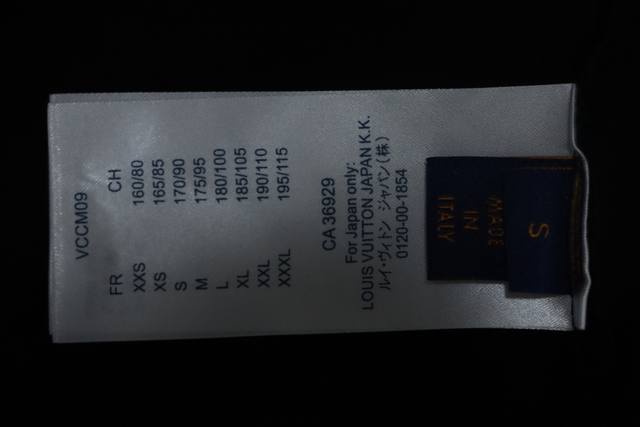 VCCM09
FR CH
XXS 160/80
XS 165/85
S 170/90
M 175/95
L 180/100
XL 185/105
XXL 190/110
XXXL 195/115
CA 36929
For Japan only:
LOUIS VUITTON JAPAN K.K.
ルイ・ヴィトン ジャパン(株)
0120-00-1854
MADE
IN
ITALY
S